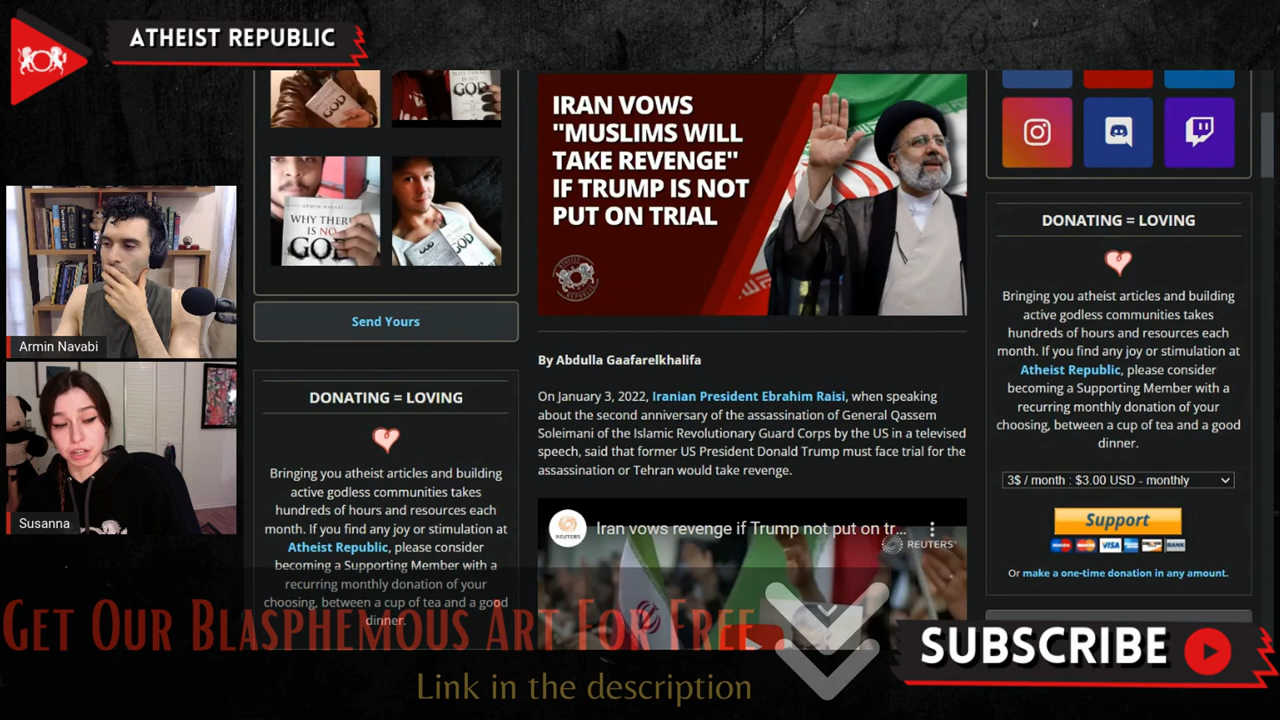 ATHEIST REPUBLIC
Armin Navabi
Susanna
WHY THERE
IS NO
GOD
Send Yours
DONATING = LOVING
Bringing you atheist articles and building
active godless communities takes
hundreds of hours and resources each
month. If you find any joy or stimulation at
Atheist Republic, please consider
becoming a Supporting Member with a
recurring monthly donation of your
choosing, between a cup of tea and a good
dinner.
IRAN VOWS
"MUSLIMS WILL
TAKE REVENGE"
IF TRUMP IS NOT
PUT ON TRIAL
By Abdulla Gaafarelkhalifa
On January 3, 2022, Iranian President Ebrahim Raisi, when speaking
about the second anniversary of the assassination of General Qassem
Soleimani of the Islamic Revolutionary Guard Corps by the US in a televised
speech, said that former US President Donald Trump must face trial for the
assassination or Tehran would take revenge.
REUTERS
Iran vows revenge if Trump not put on tr...
REUTERS
DONATING = LOVING
Bringing you atheist articles and building
active godless communities takes
hundreds of hours and resources each
month. If you find any joy or stimulation at
Atheist Republic, please consider
becoming a Supporting Member with a
recurring monthly donation of your
choosing, between a cup of tea and a good
dinner.
3$ / month : $3.00 USD - monthly
Support
VISA
BANK
Or make a one-time donation in any amount.
GET OUR BLASPHEMOUS ART FOR FREE
Link in the description
SUBSCRIBE